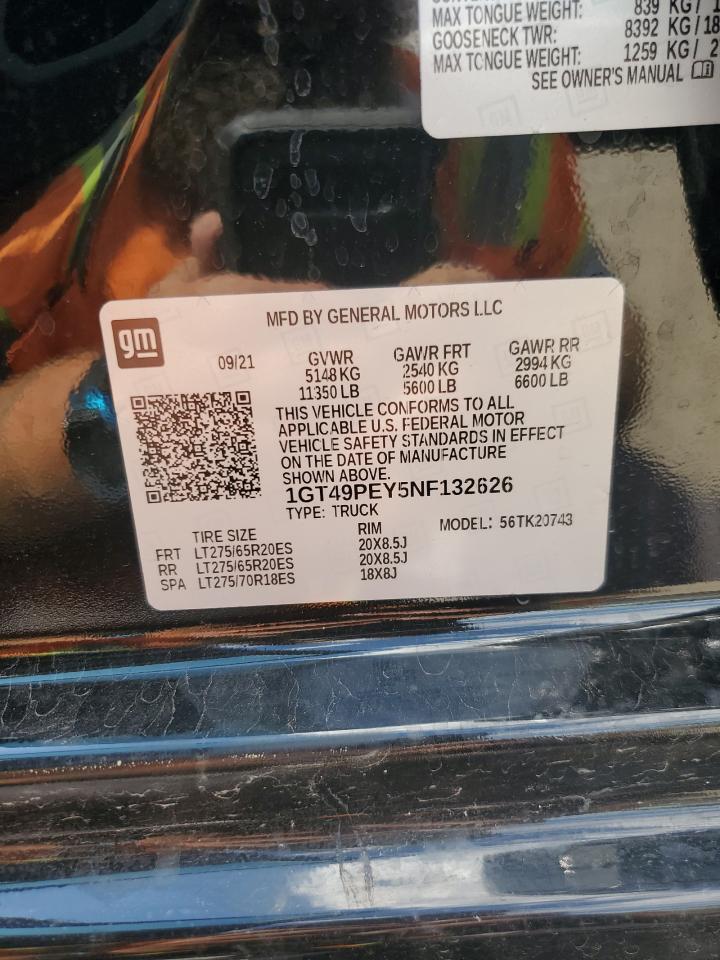 MAX TONGUE WEIGHT: 839 KG /
GOOSENECK TWR: 8392 KG / 18
MAX TONGUE WEIGHT: 1259 KG / 2
SEE OWNER'S MANUAL
gm
MFD BY GENERAL MOTORS LLC
09/21
GVWR
5148 KG
11350 LB
GAWR FRT
2540 KG
5600 LB
GAWR RR
2994 KG
6600 LB
THIS VEHICLE CONFORMS TO ALL
APPLICABLE U.S. FEDERAL MOTOR
VEHICLE SAFETY STANDARDS IN EFFECT
ON THE DATE OF MANUFACTURE
SHOWN ABOVE.
1GT49PEY5NF132626
TYPE: TRUCK
MODEL: 56TK20743
TIRE SIZE RIM
FRT LT275/65R20ES 20X8.5J
RR LT275/65R20ES 20X8.5J
SPA LT275/70R18ES 18X8J